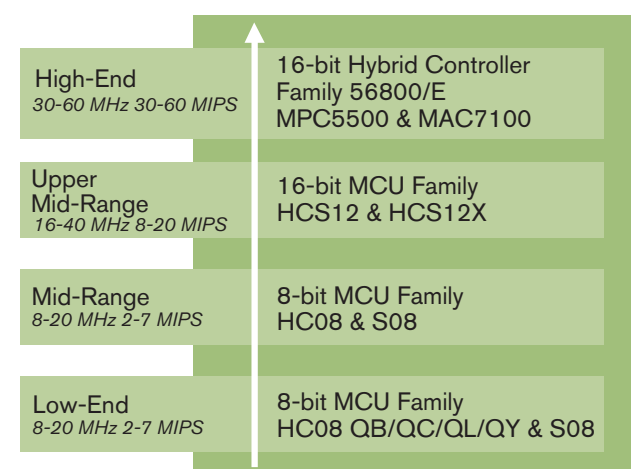 High-End
30-60 MHz 30-60 MIPS
16-bit Hybrid Controller
Family 56800/E
MPC5500 & MAC7100
Upper
Mid-Range
16-40 MHz 8-20 MIPS
16-bit MCU Family
HCS12 & HCS12X
Mid-Range
8-20 MHz 2-7 MIPS
8-bit MCU Family
HC08 & S08
Low-End
8-20 MHz 2-7 MIPS
8-bit MCU Family
HC08 QB/QC/QL/QY & S08